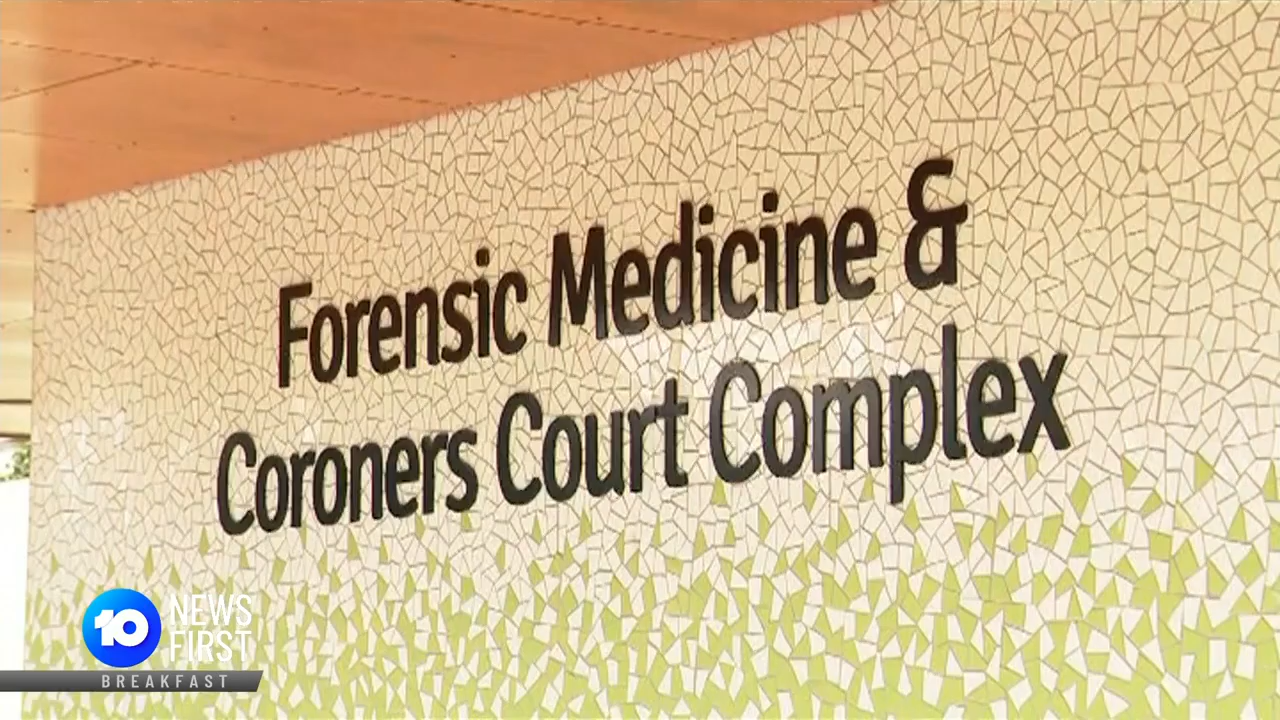 Forensic Medicine &
Coroners Court Complex
10 NEWS
FIRST
BREAKFAST